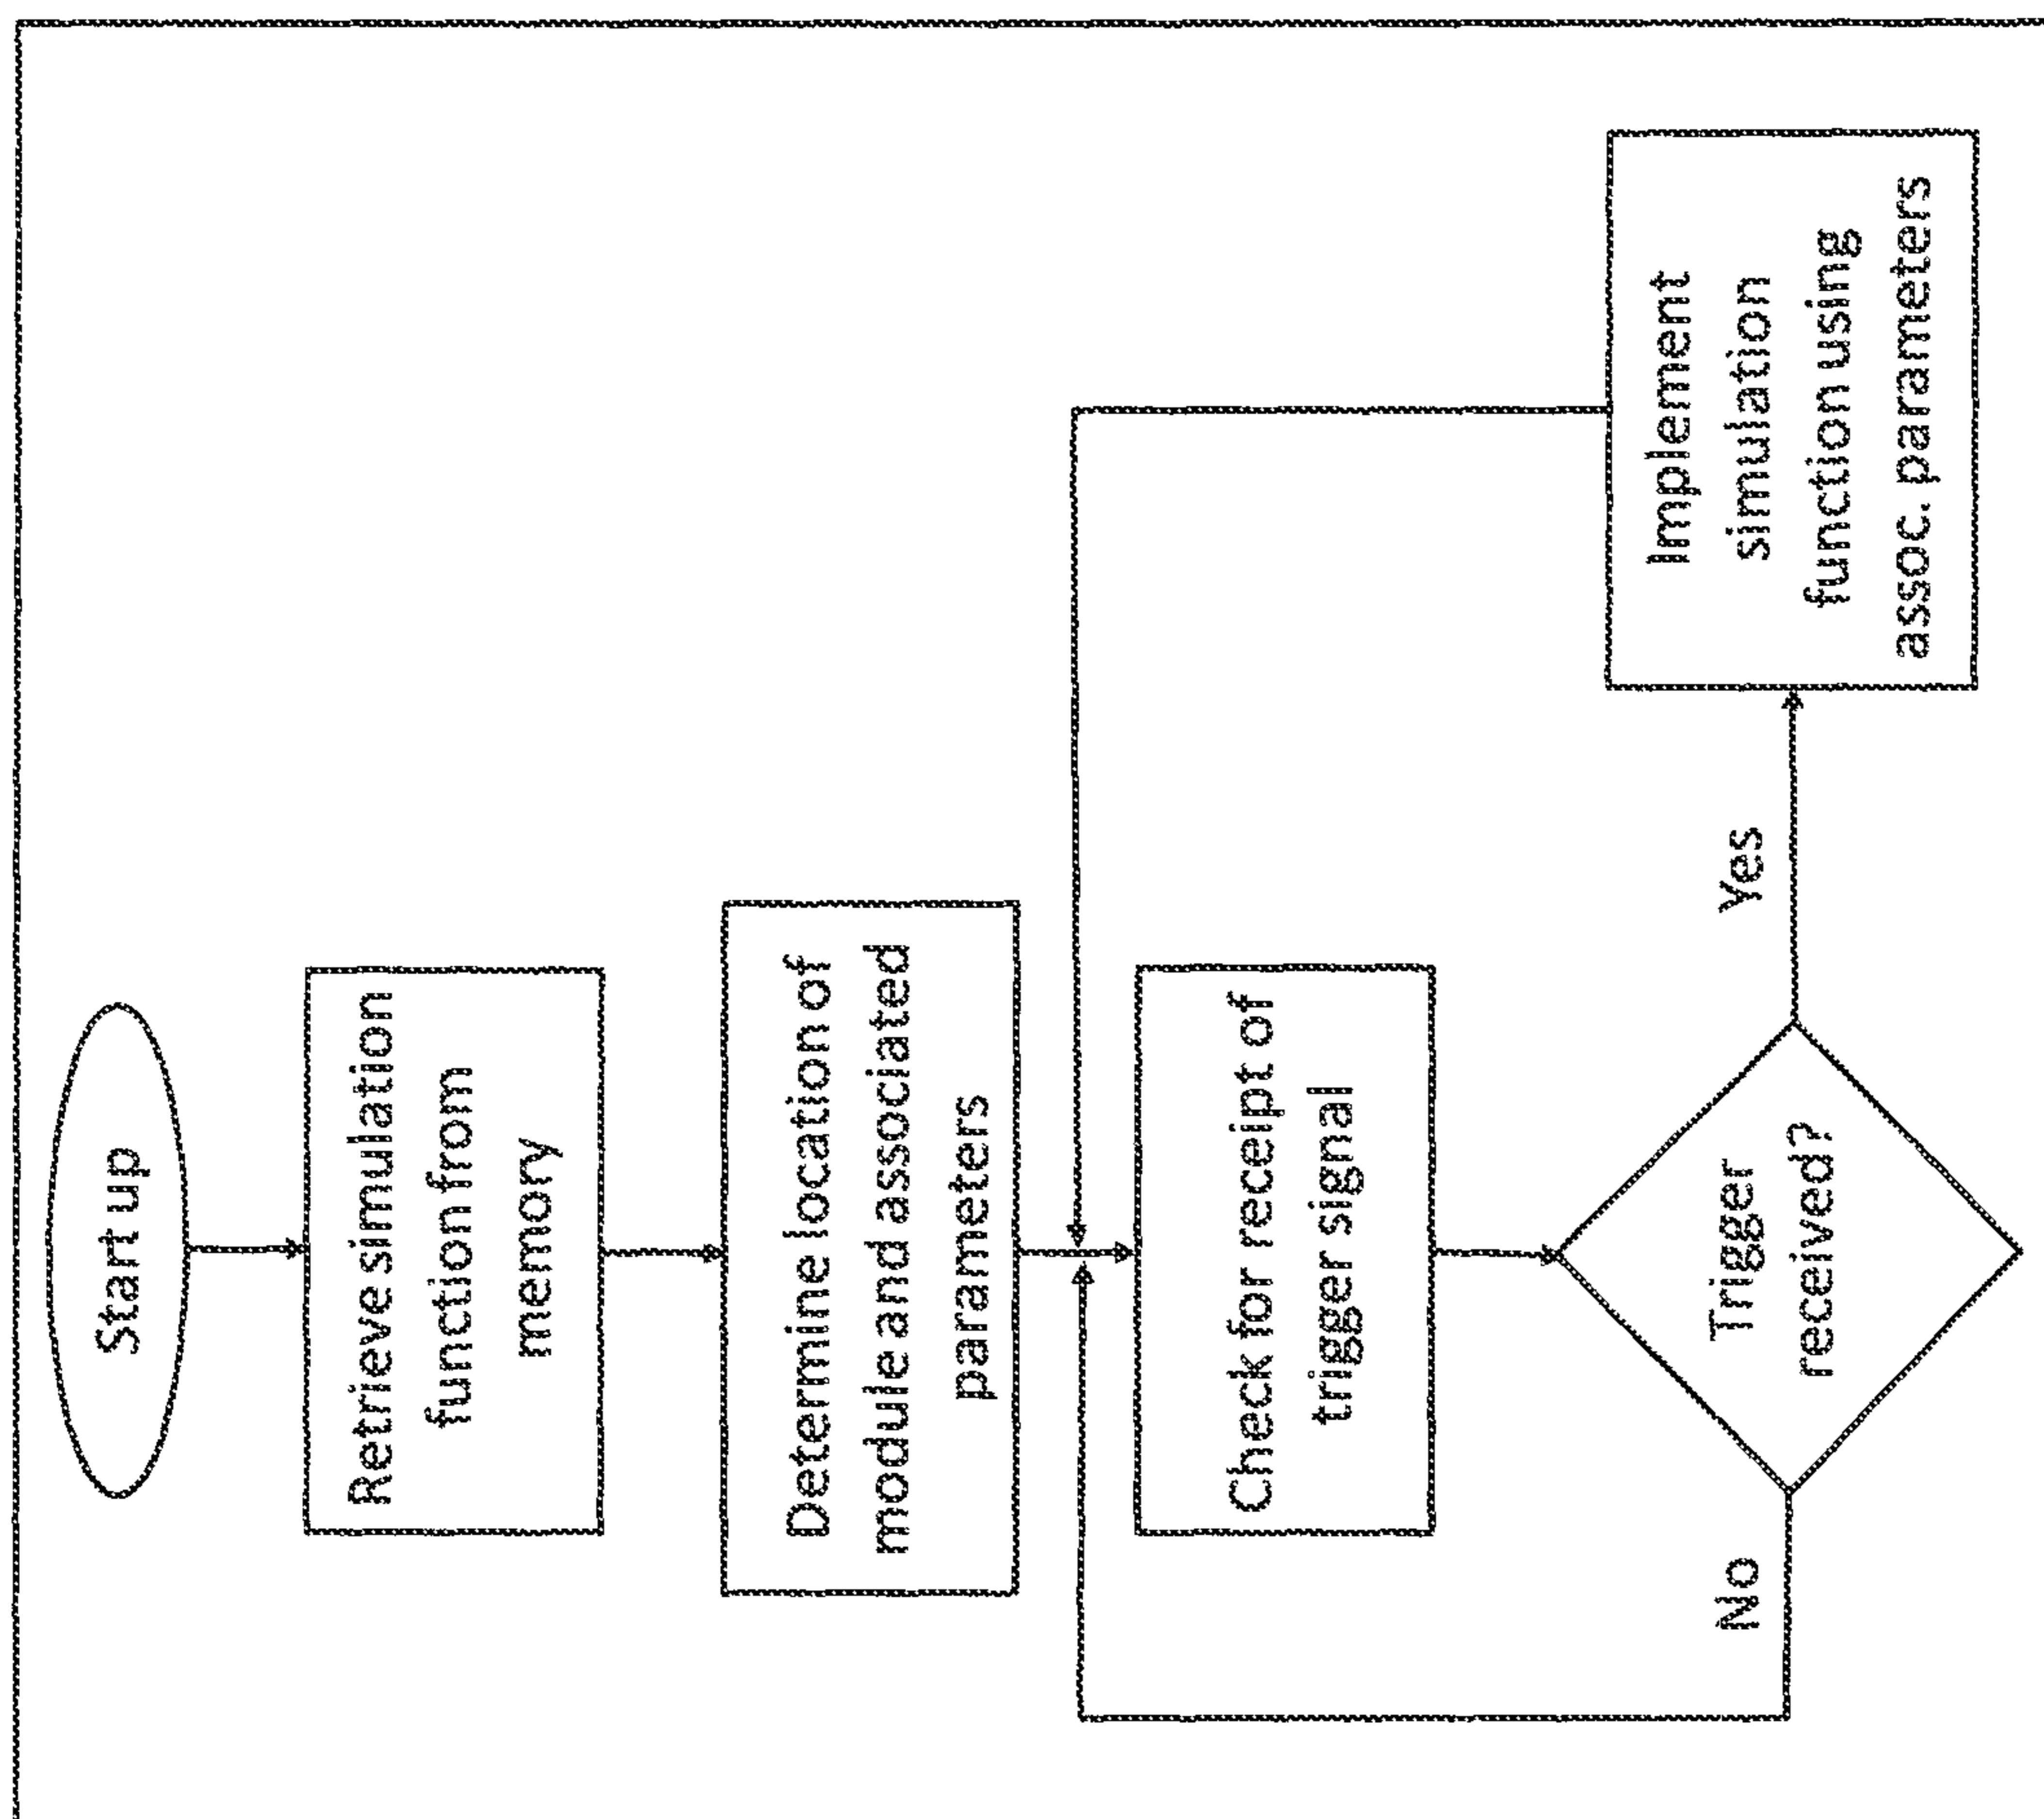 Start up
Retrieve simulation
function from
memory
Determine location of
module and associated
parameters
Check for receipt of
trigger signal
Trigger
received?
No
Yes
Implement
simulation
function using
assoc. parameters